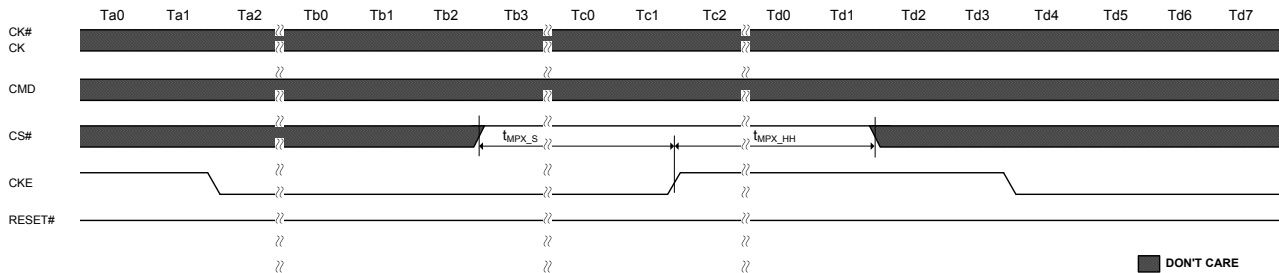 Ta0 Ta1 Ta2 Tb0 Tb1 Tb2 Tb3 Tc0 Tc1 Tc2 Td0 Td1 Td2 Td3 Td4 Td5 Td6 Td7
CK#
CK
CMD
CS#
tMPX_S tMPX_HH
CKE
RESET#
DON'T CARE